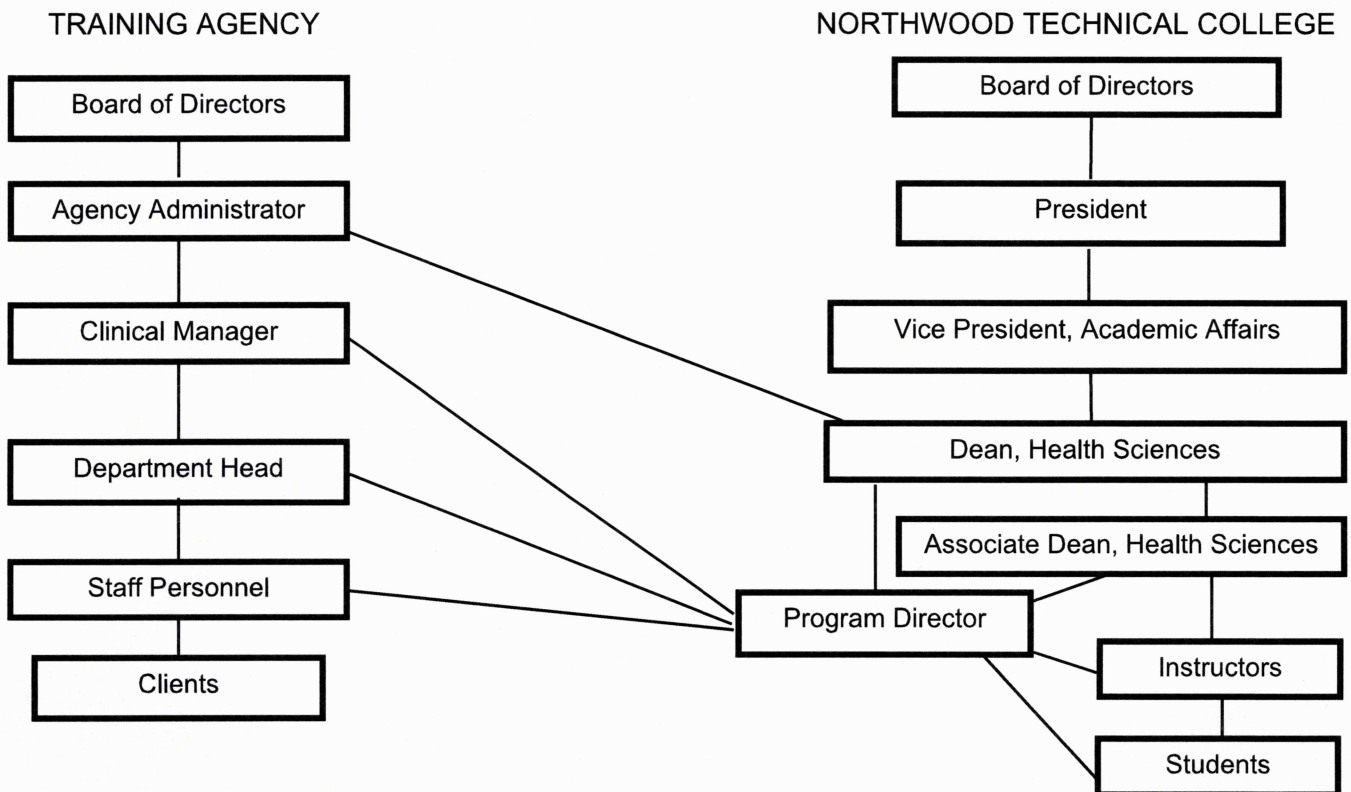 TRAINING AGENCY
Board of Directors
Agency Administrator
Clinical Manager
Department Head
Staff Personnel
Clients
NORTHWOOD TECHNICAL COLLEGE
Board of Directors
President
Vice President, Academic Affairs
Dean, Health Sciences
Associate Dean, Health Sciences
Program Director
Instructors
Students